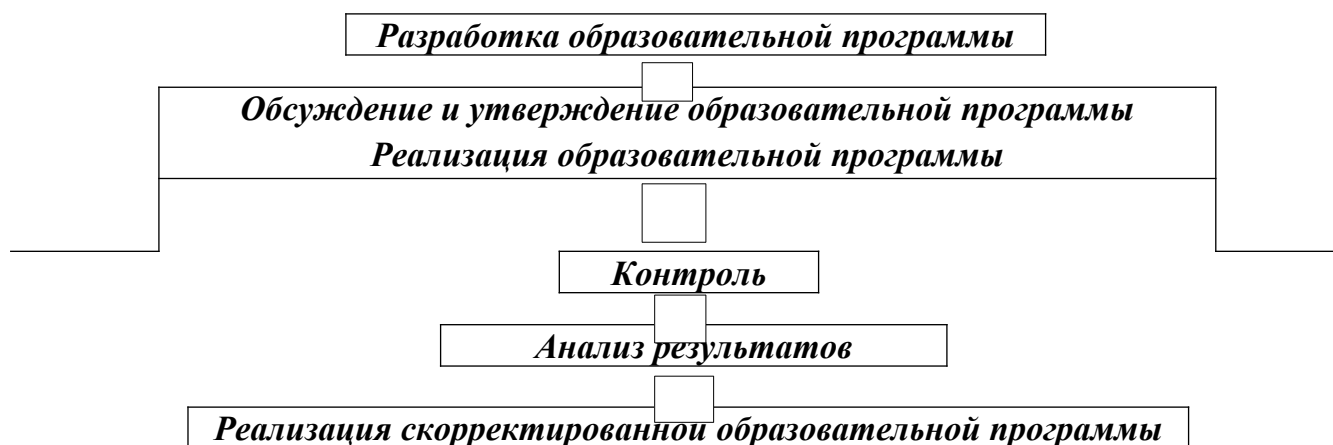 Разработка образовательной программы
Обсуждение и утверждение образовательной программы
Реализация образовательной программы
Контроль
Анализ результатов
Реализация скорректированной образовательной программы